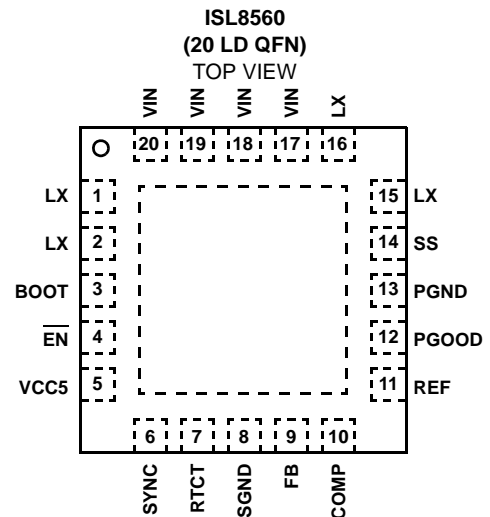 ISL8560
(20 LD QFN)
TOP VIEW
VIN VIN VIN VIN LX
20 19 18 17 16
LX 1 15 LX
LX 2 14 SS
BOOT 3 13 PGND
EN 4 12 PGOOD
VCC5 5 11 REF
6 7 8 9 10
SYNC RTCT SGND FB COMP